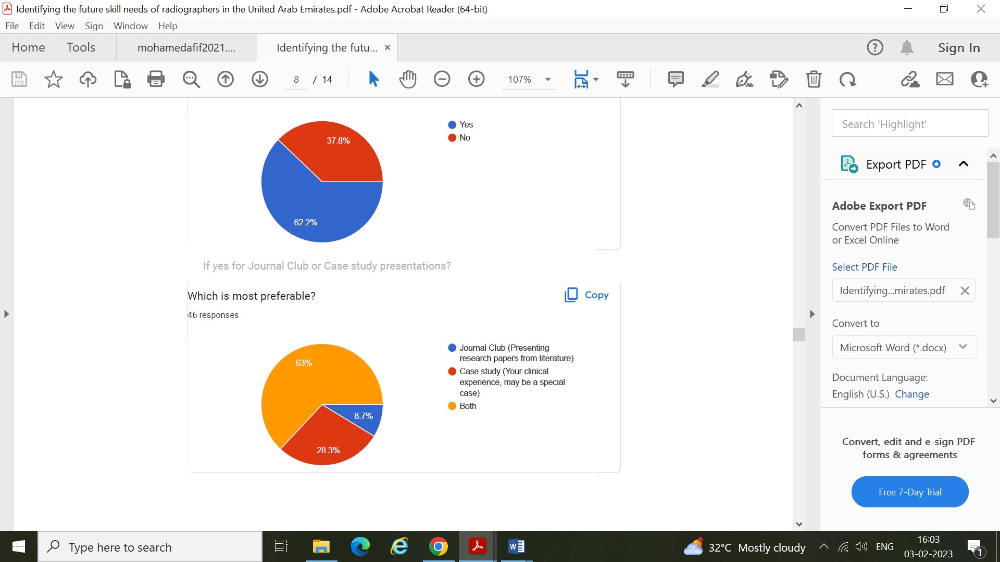 Identifying the future skill needs of radiographers in the United Arab Emirates.pdf - Adobe Acrobat Reader (64-bit)
File Edit View Sign Window Help
Home Tools mohamedafif2021.... Identifying the futu... × Sign In
8 / 14 107%
Yes
No
37.8%
62.2%
If yes for Journal Club or Case study presentations?
Which is most preferable?
Copy
46 responses
Journal Club (Presenting
research papers from literature)
Case study (Your clinical
experience, may be a special
case)
Both
63%
8.7%
28.3%
Search 'Highlight'
Export PDF
Adobe Export PDF
Convert PDF Files to Word
or Excel Online
Select PDF File
Identifying...mirates.pdf
Convert to
Microsoft Word (*.docx)
Document Language:
English (U.S.) Change
Convert, edit and e-sign PDF
forms & agreements
Free 7-Day Trial
Type here to search
32°C Mostly cloudy
ENG
16:03
03-02-2023
1